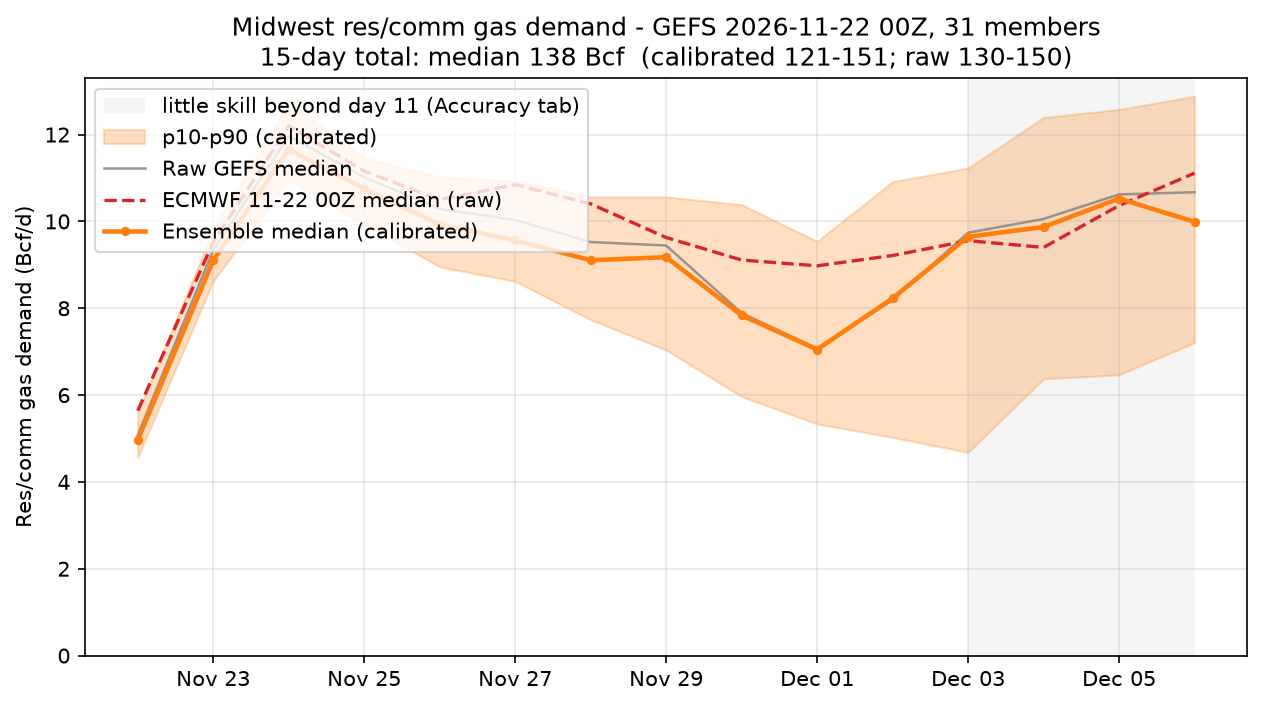 Midwest res/comm gas demand - GEFS 2026-11-22 00Z, 31 members
15-day total: median 138 Bcf  (calibrated 121-151; raw 130-150)
little skill beyond day 11 (Accuracy tab)
p10-p90 (calibrated)
Raw GEFS median
ECMWF 11-22 00Z median (raw)
Ensemble median (calibrated)
Res/comm gas demand (Bcf/d)
12
10
8
6
4
2
0
Nov 23
Nov 25
Nov 27
Nov 29
Dec 01
Dec 03
Dec 05